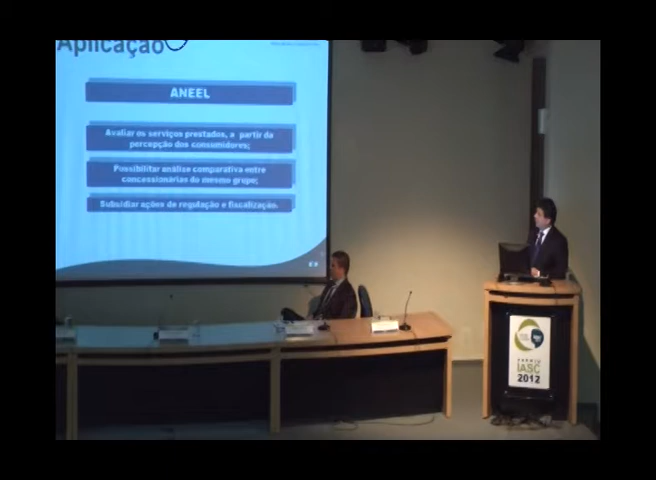 Aplicação
ANEEL
Avaliar os serviços prestados, a partir da
percepção dos consumidores;
Possibilitar análise comparativa entre
concessionárias do mesmo grupo;
Subsidiar ações de regulação e fiscalização.
PRÊMIO
IASC
2012